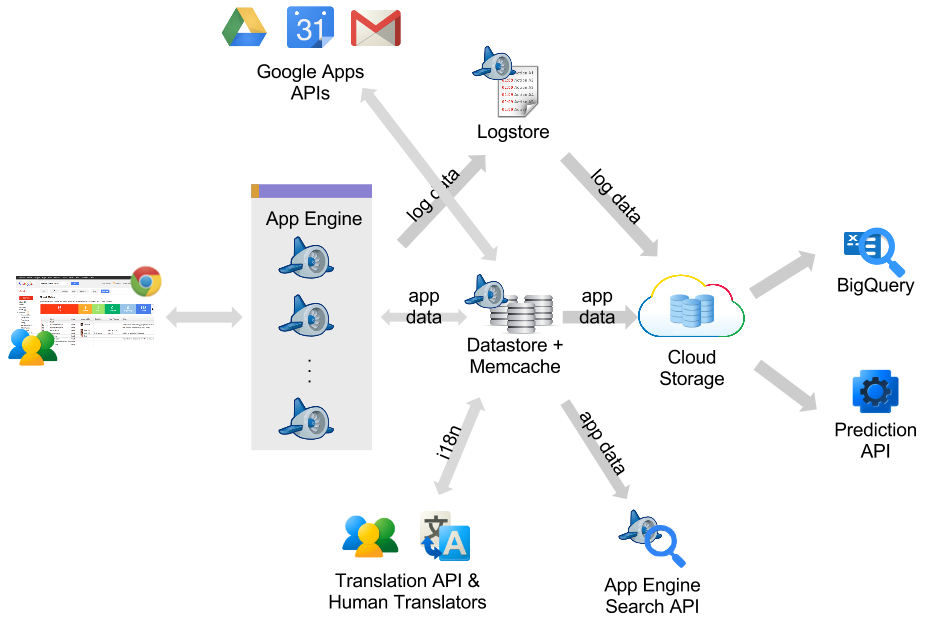 31
Google Apps
APIs
Logstore
log data
log data
App Engine
BigQuery
app
data
app
data
Datastore +
Memcache
Cloud
Storage
Prediction
API
i18n
app data
文
A
Translation API &
Human Translators
App Engine
Search API